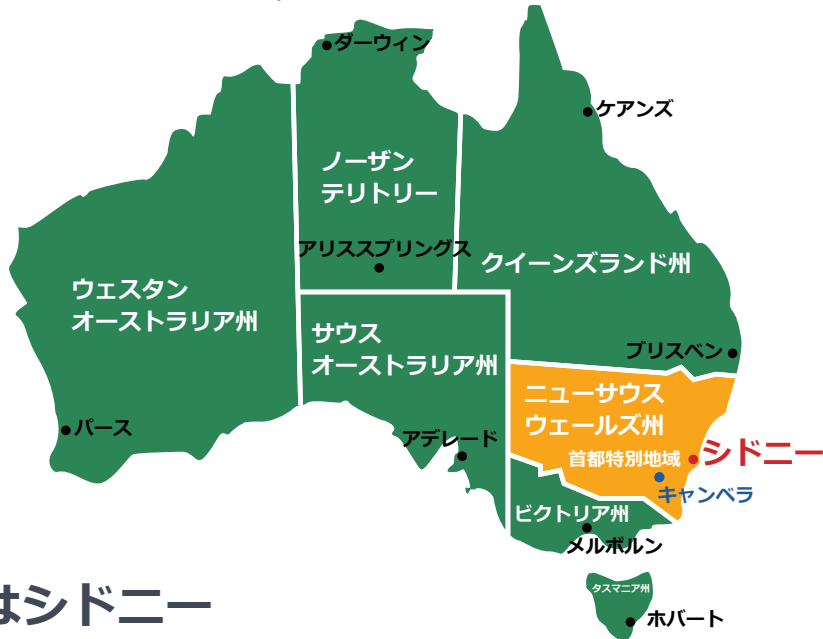 ダーウィン
ケアンズ
ノーザン
テリトリー
アリススプリングス
クイーンズランド州
ウェスタン
オーストラリア州
サウス
オーストラリア州
ブリスベン
ニューサウス
ウェールズ州
パース
アデレード
首都特別地域
シドニー
キャンベラ
ビクトリア州
メルボルン
タスマニア州
ホバート
はシドニー